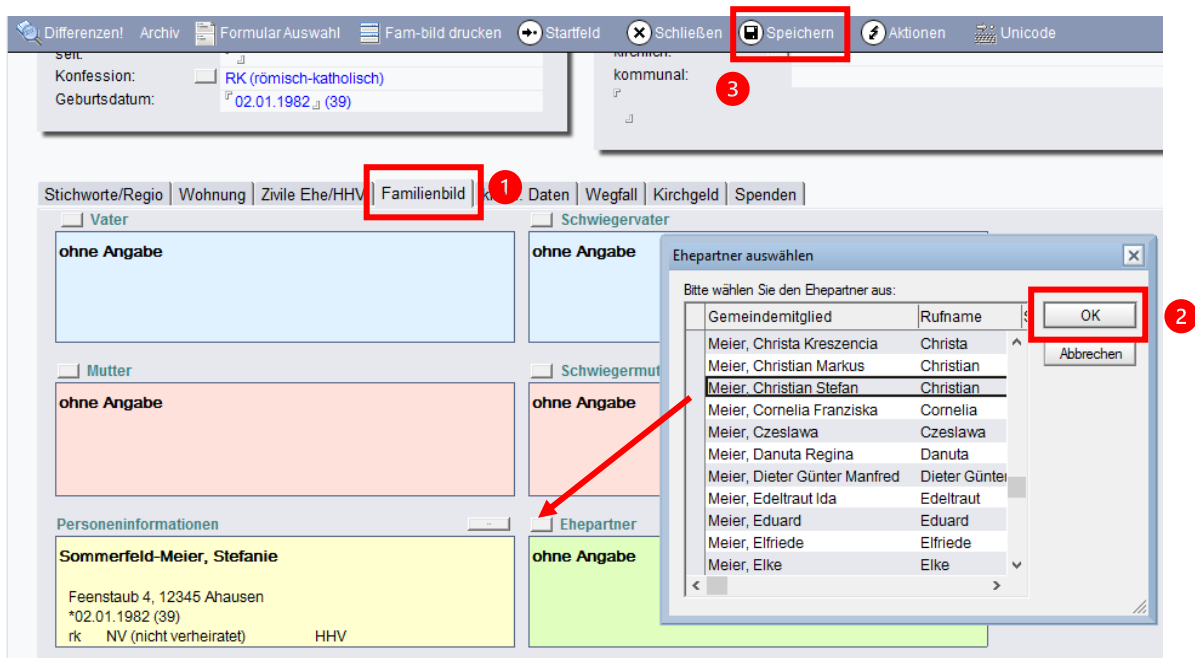 Differenzen! Archiv Formular Auswahl Fam-bild drucken Startfeld Schließen Speichern Aktionen Unicode
seit:
Konfession: RK (römisch-katholisch)
Geburtsdatum: 02.01.1982 (39)
kirchlich:
kommunal:
3
Stichworte/Regio Wohnung Zivile Ehe/HHV Familienbild 1 Daten Wegfall Kirchgeld Spenden
Vater Schwiegervater
ohne Angabe ohne Angabe
Mutter Schwiegermut
ohne Angabe ohne Angabe
Personeninformationen .. Ehepartner
Sommerfeld-Meier, Stefanie ohne Angabe
Feenstaub 4, 12345 Ahausen
*02.01.1982 (39)
rk NV (nicht verheiratet) HHV
Ehepartner auswählen
Bitte wählen Sie den Ehepartner aus:
Gemeindemitglied Rufname S
Meier, Christa Kreszencia Christa
Meier, Christian Markus Christian
Meier, Christian Stefan Christian
Meier, Cornelia Franziska Cornelia
Meier, Czeslawa Czeslawa
Meier, Danuta Regina Danuta
Meier, Dieter Günter Manfred Dieter Günter
Meier, Edeltraut Ida Edeltraut
Meier, Eduard Eduard
Meier, Elfriede Elfriede
Meier, Elke Elke
OK 2
Abbrechen